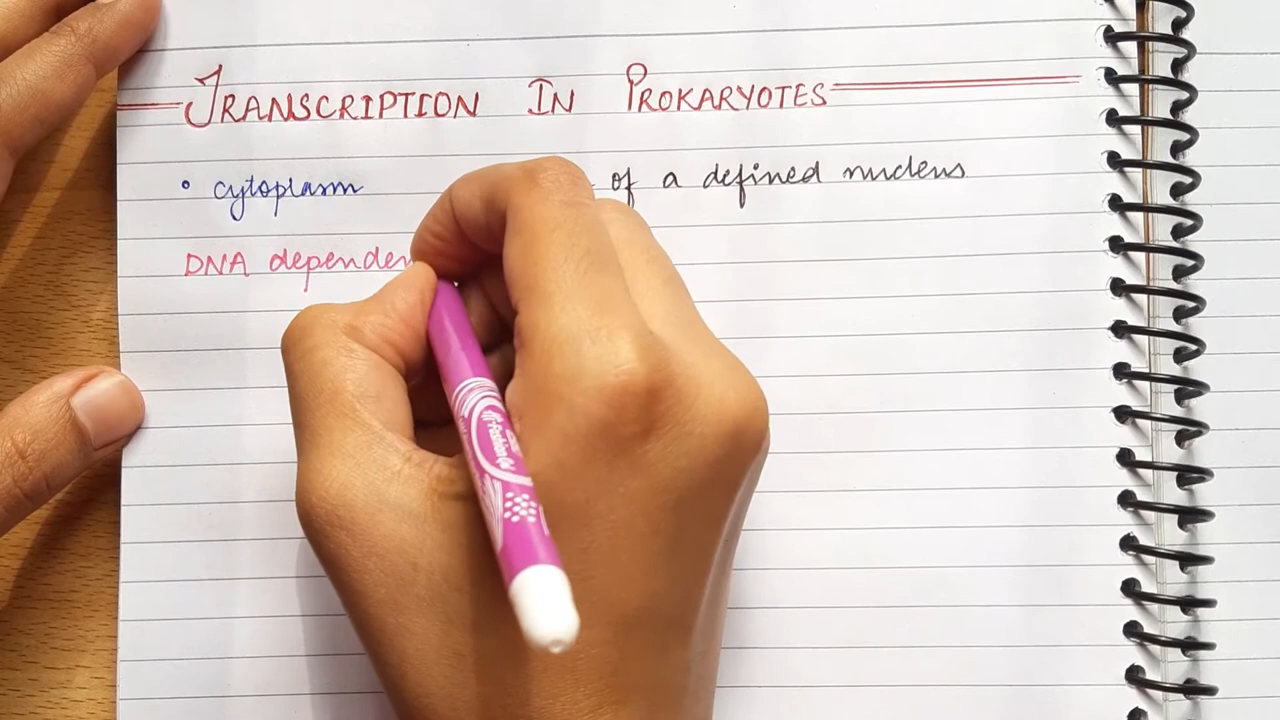 TRANSCRIPTION IN PROKARYOTES
• cytoplasm of a defined nucleus
DNA dependen